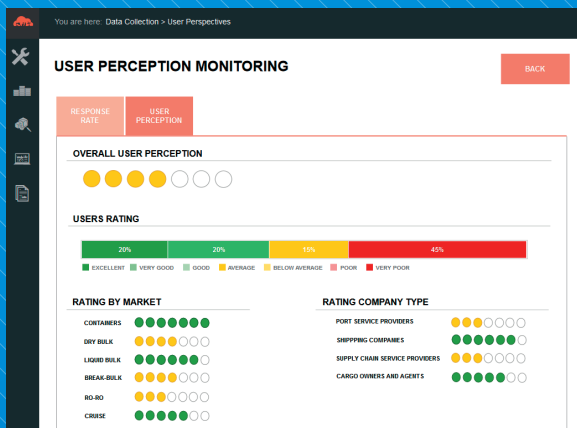 You are here: Data Collection > User Perspectives
USER PERCEPTION MONITORING
BACK
RESPONSE
RATE
USER
PERCEPTION
OVERALL USER PERCEPTION
USERS RATING
20% 20% 15% 45%
EXCELLENT VERY GOOD GOOD AVERAGE BELOW AVERAGE POOR VERY POOR
RATING BY MARKET
CONTAINERS
DRY BULK
LIQUID BULK
BREAK-BULK
RO-RO
CRUISE
RATING COMPANY TYPE
PORT SERVICE PROVIDERS
SHIPPPING COMPANIES
SUPPLY CHAIN SERVICE PROVIDERS
CARGO OWNERS AND AGENTS